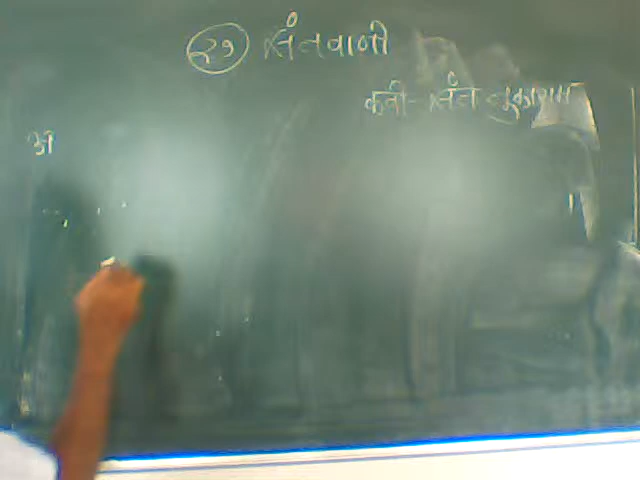 २१ संतवाणी
कवी - संत तुकाराम
अ